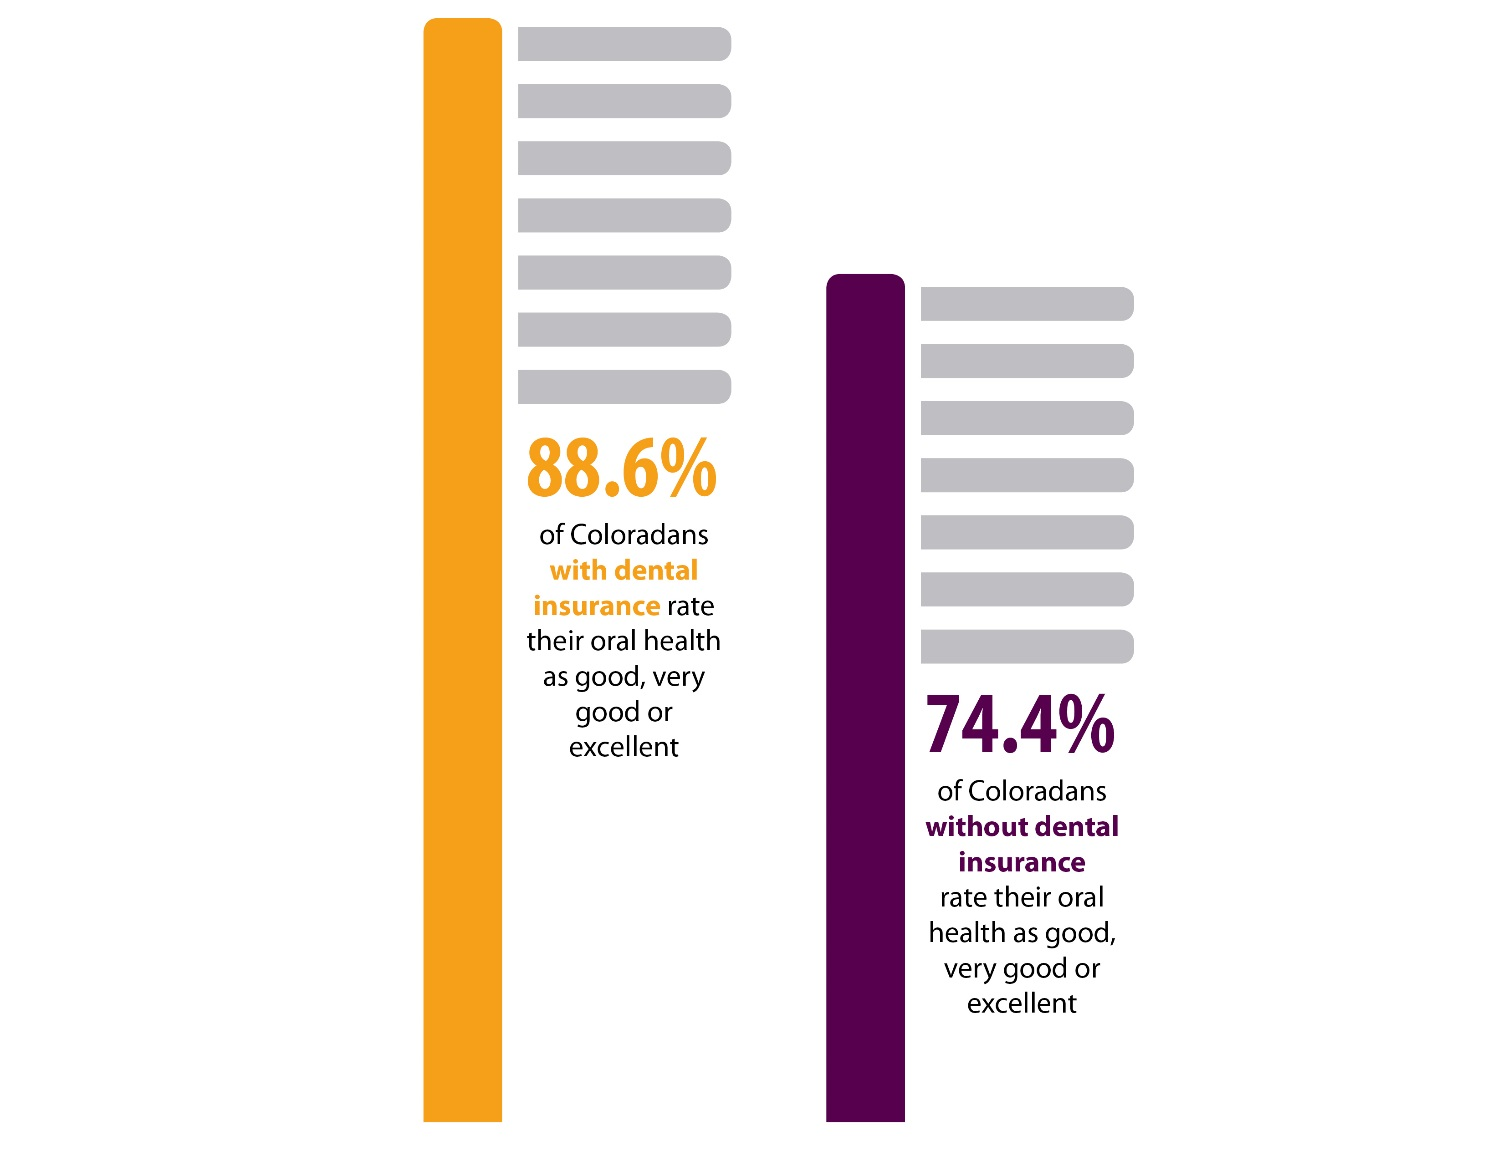 88.6%
of Coloradans
with dental
insurance rate
their oral health
as good, very
good or
excellent
74.4%
of Coloradans
without dental
insurance
rate their oral
health as good,
very good or
excellent